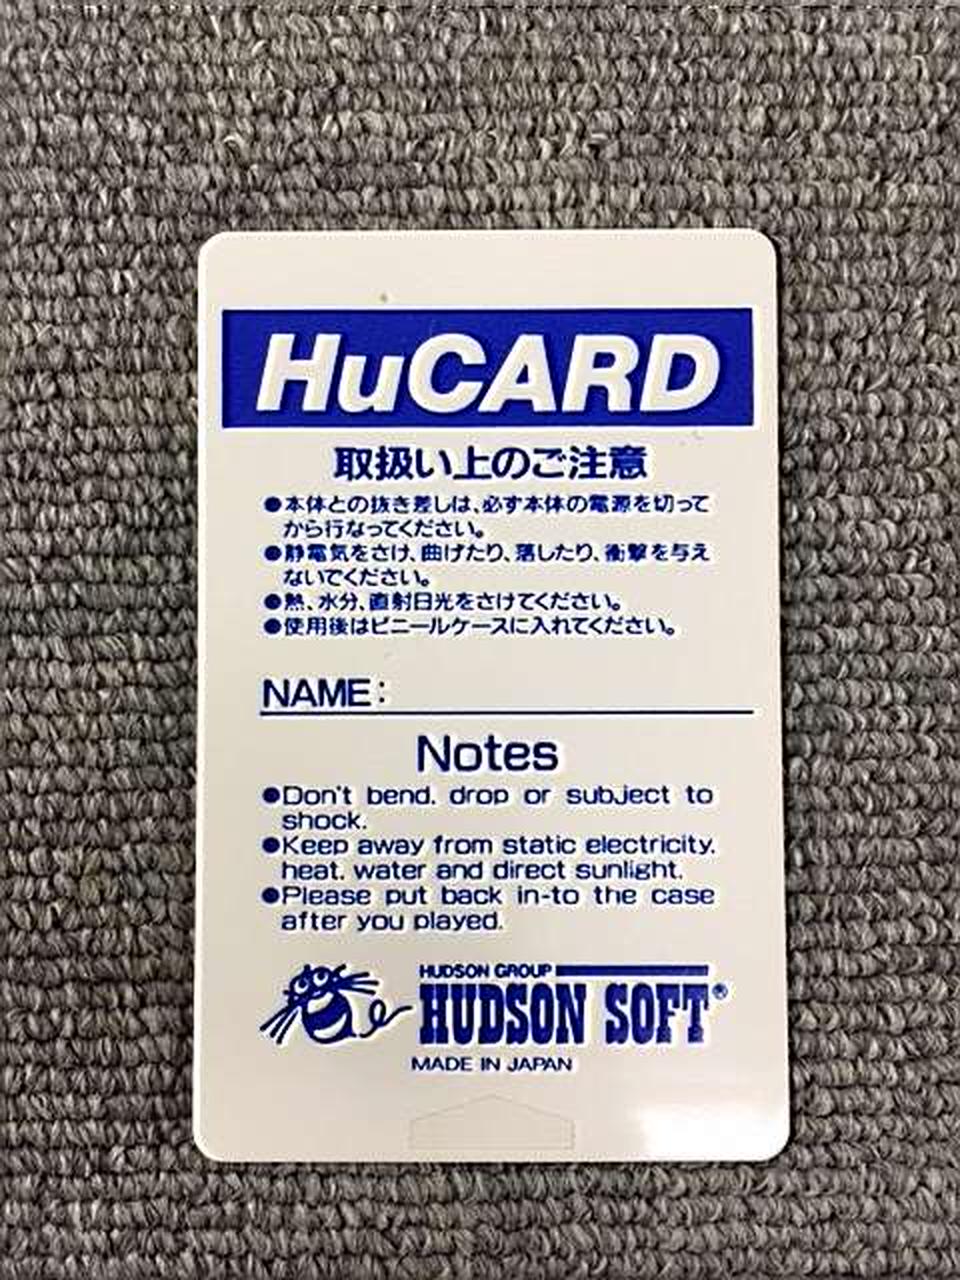 HuCARD
取扱い上のご注意
●本体との抜き差しは、必ず本体の電源を切って
から行なってください。
●静電気をさけ、曲げたり、落したり、衝撃を与え
ないでください。
●熱、水分、直射日光をさけてください。
●使用後はビニールケースに入れてください。
NAME:
Notes
●Don't bend. drop or subject to
shock.
●Keep away from static electricity.
heat. water and direct sunlight.
●Please put back in-to the case
after you played.
HUDSON GROUP
HUDSON SOFT®
MADE IN JAPAN